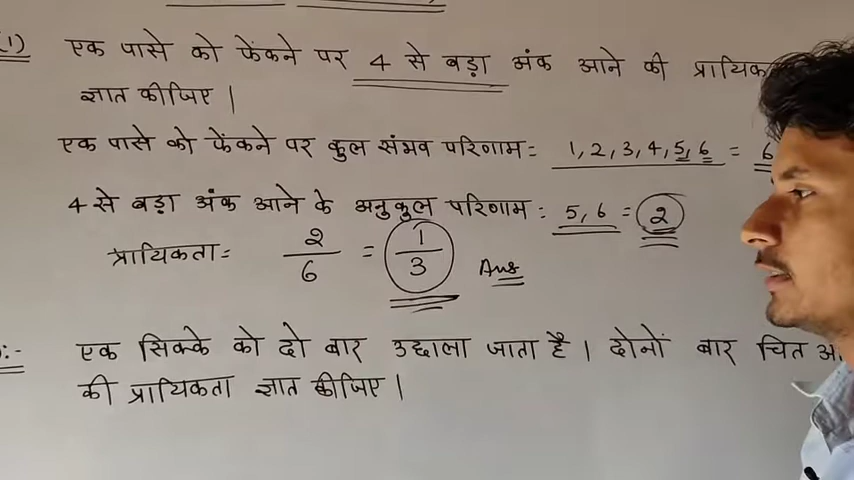 (1) एक पासे को फेंकने पर 4 से बड़ा अंक आने की
ज्ञात कीजिए |
एक पासे को फेंकने पर कुल संभव परिणाम = 1, 2, 3, 4, 5, 6 = 6
4 से बड़ा अंक आने के अनुकुल परिणाम = 5, 6 = 2
प्रायिकता = 2/6 = 1/3 Ans
:- एक सिक्के को दो बार उछाला जाता है | दोनों बार चित
की प्रायिकता ज्ञात कीजिए |